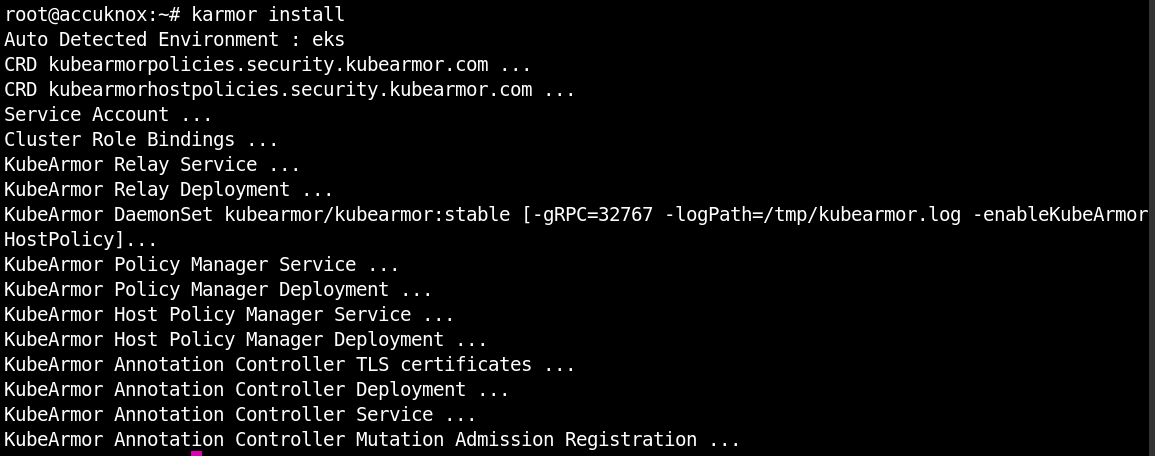 root@accuknox:~# karmor install
Auto Detected Environment : eks
CRD kubearmorpolicies.security.kubearmor.com ...
CRD kubearmorhostpolicies.security.kubearmor.com ...
Service Account ...
Cluster Role Bindings ...
KubeArmor Relay Service ...
KubeArmor Relay Deployment ...
KubeArmor DaemonSet kubearmor/kubearmor:stable [-gRPC=32767 -logPath=/tmp/kubearmor.log -enableKubeArmor
HostPolicy]...
KubeArmor Policy Manager Service ...
KubeArmor Policy Manager Deployment ...
KubeArmor Host Policy Manager Service ...
KubeArmor Host Policy Manager Deployment ...
KubeArmor Annotation Controller TLS certificates ...
KubeArmor Annotation Controller Deployment ...
KubeArmor Annotation Controller Service ...
KubeArmor Annotation Controller Mutation Admission Registration ...